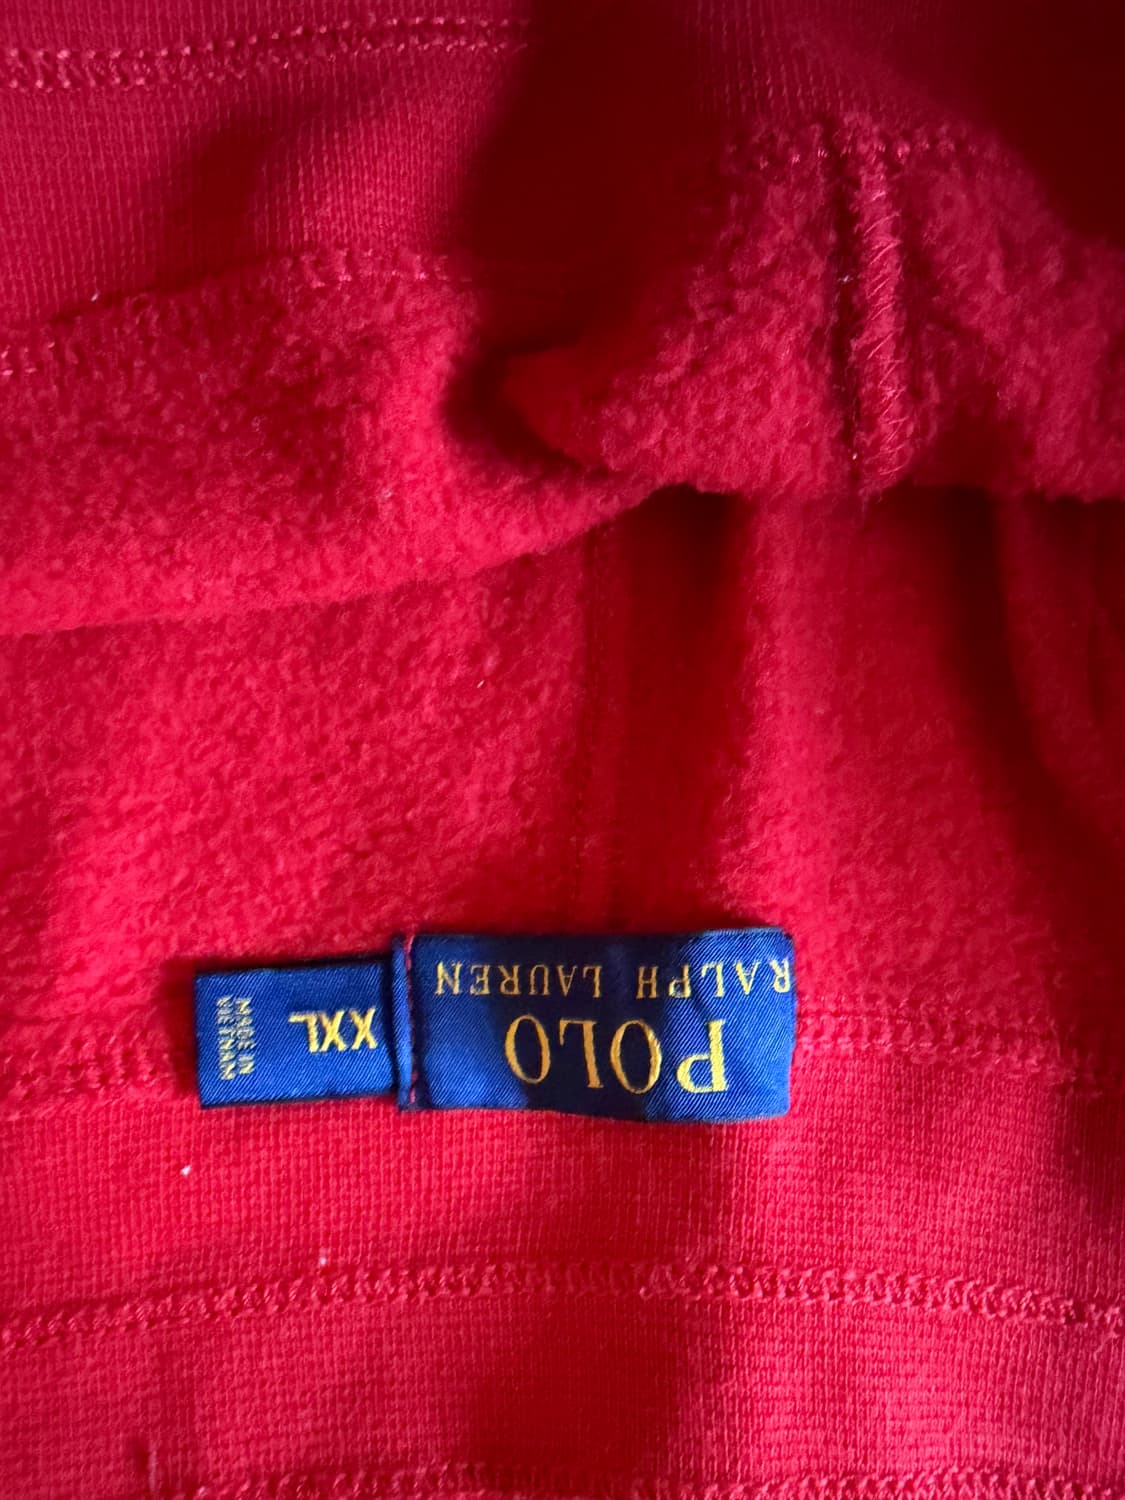 POLO
RALPH LAUREN
XXL
MADE IN
VIETNAM